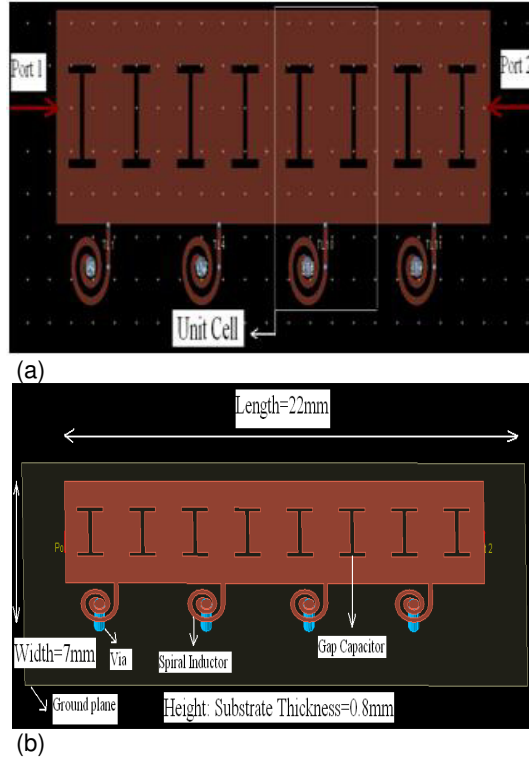 Port 1
Port 2
Unit Cell
(a)
Length=22mm
Width=7mm
Via
Spiral Inductor
Gap Capacitor
Ground plane
Height: Substrate Thickness=0.8mm
(b)